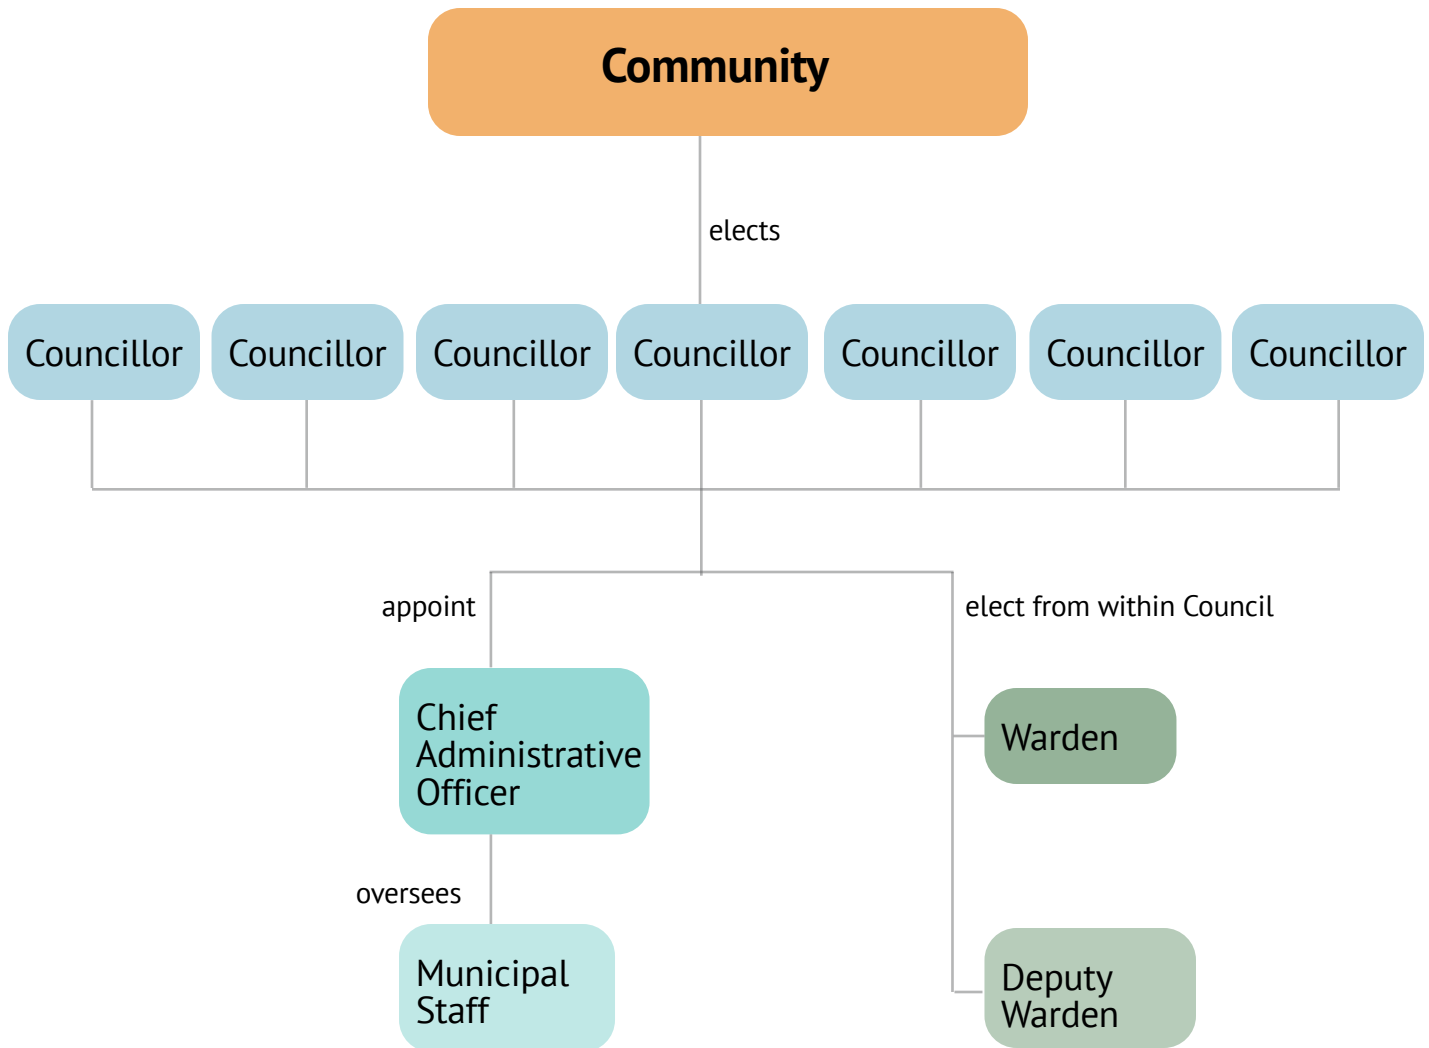 Community
elects
Councillor
Councillor
Councillor
Councillor
Councillor
Councillor
Councillor
appoint
elect from within Council
Chief
Administrative
Officer
Warden
oversees
Municipal
Staff
Deputy
Warden